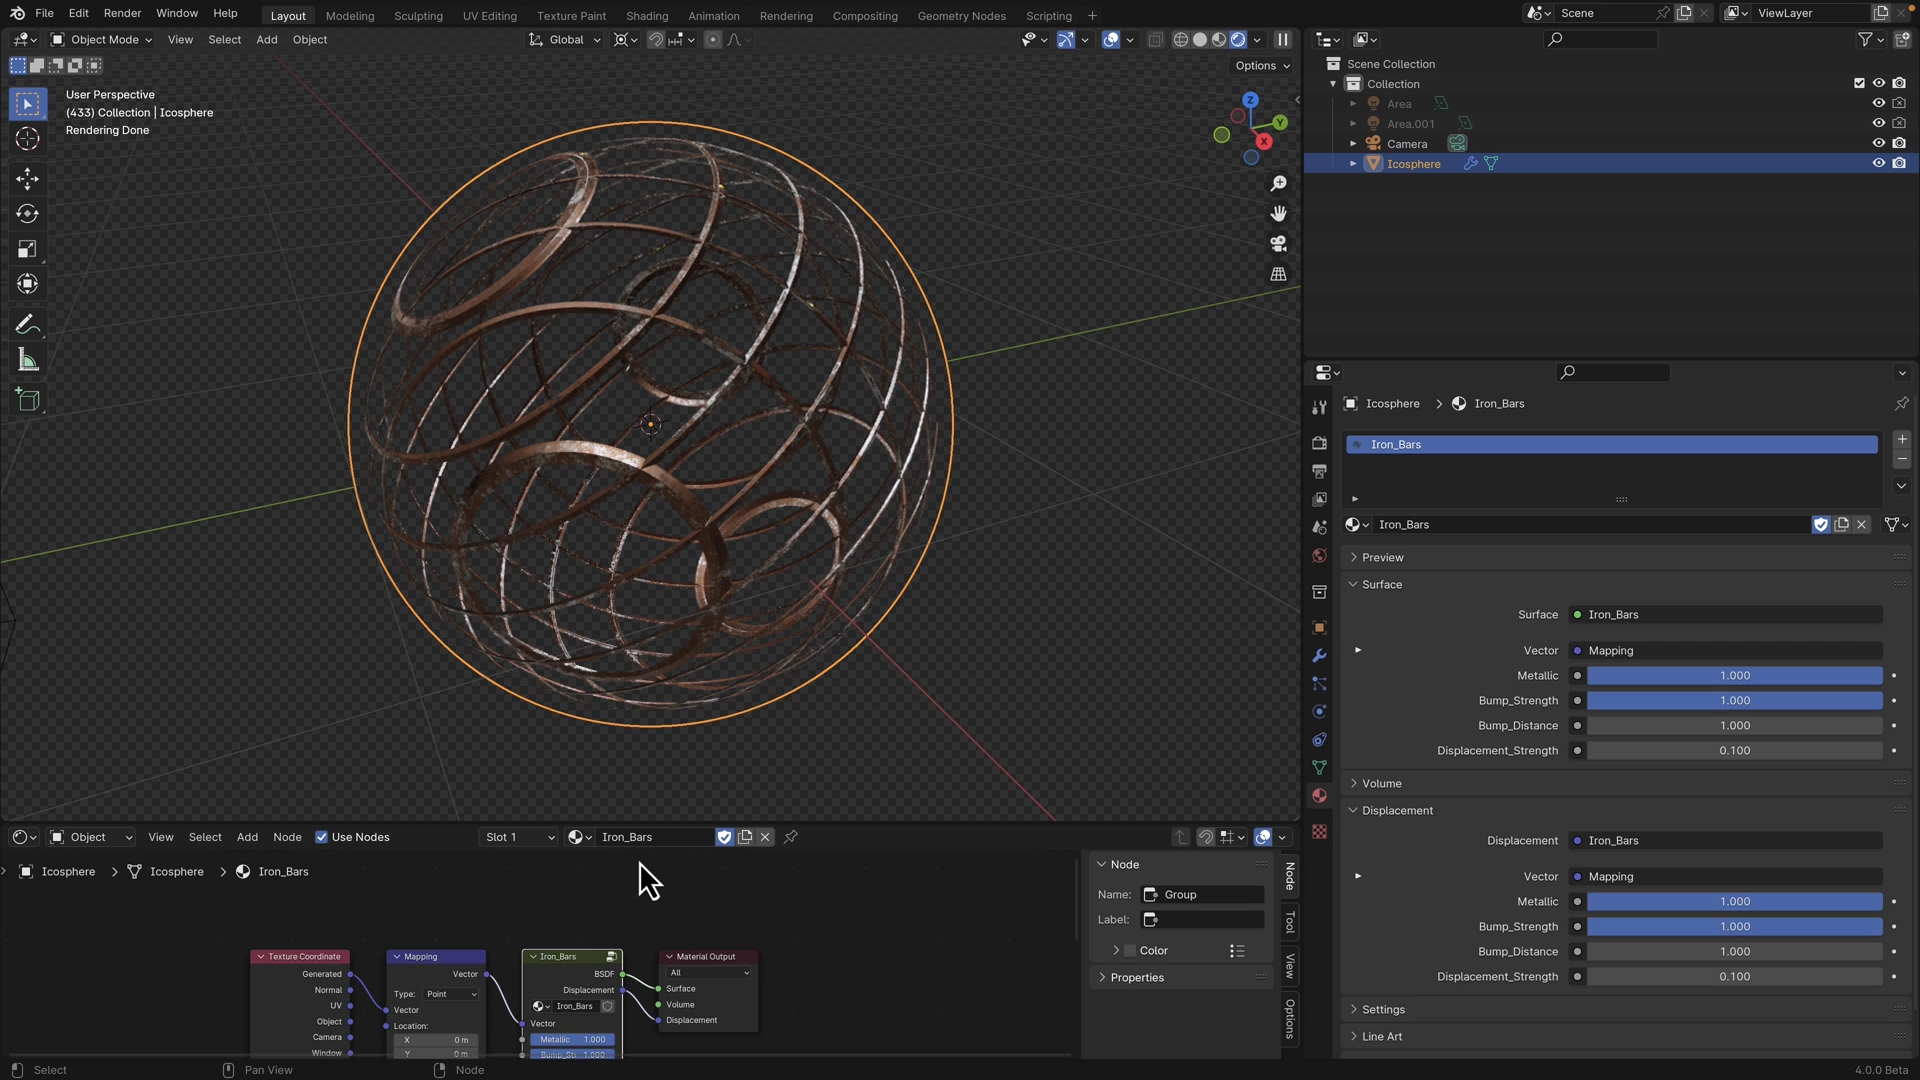 File Edit Render Window Help Layout Modeling Sculpting UV Editing Texture Paint Shading Animation Rendering Compositing Geometry Nodes Scripting + Scene ViewLayer
Object Mode View Select Add Object Global
Options
User Perspective
(433) Collection | Icosphere
Rendering Done
Z
Y
X
Scene Collection
Collection
Area
Area.001
Camera
Icosphere
Icosphere > Iron_Bars
Iron_Bars
Iron_Bars
Preview
Surface
Surface Iron_Bars
Vector Mapping
Metallic 1.000
Bump_Strength 1.000
Bump_Distance 1.000
Displacement_Strength 0.100
Volume
Displacement
Displacement Iron_Bars
Vector Mapping
Metallic 1.000
Bump_Strength 1.000
Bump_Distance 1.000
Displacement_Strength 0.100
Settings
Line Art
Object View Select Add Node Use Nodes Slot 1 Iron_Bars
Icosphere > Icosphere > Iron_Bars
Texture Coordinate
Generated
Normal
UV
Object
Camera
Window
Mapping
Vector
Type: Point
Vector
Location:
X 0 m
Y 0 m
Iron_Bars
BSDF
Displacement
Iron_Bars
Vector
Metallic 1.000
Bump_Str 1.000
Material Output
All
Surface
Volume
Displacement
Node
Name: Group
Label:
Color
Properties
Node
Tool
View
Options
Select Pan View Node 4.0.0 Beta